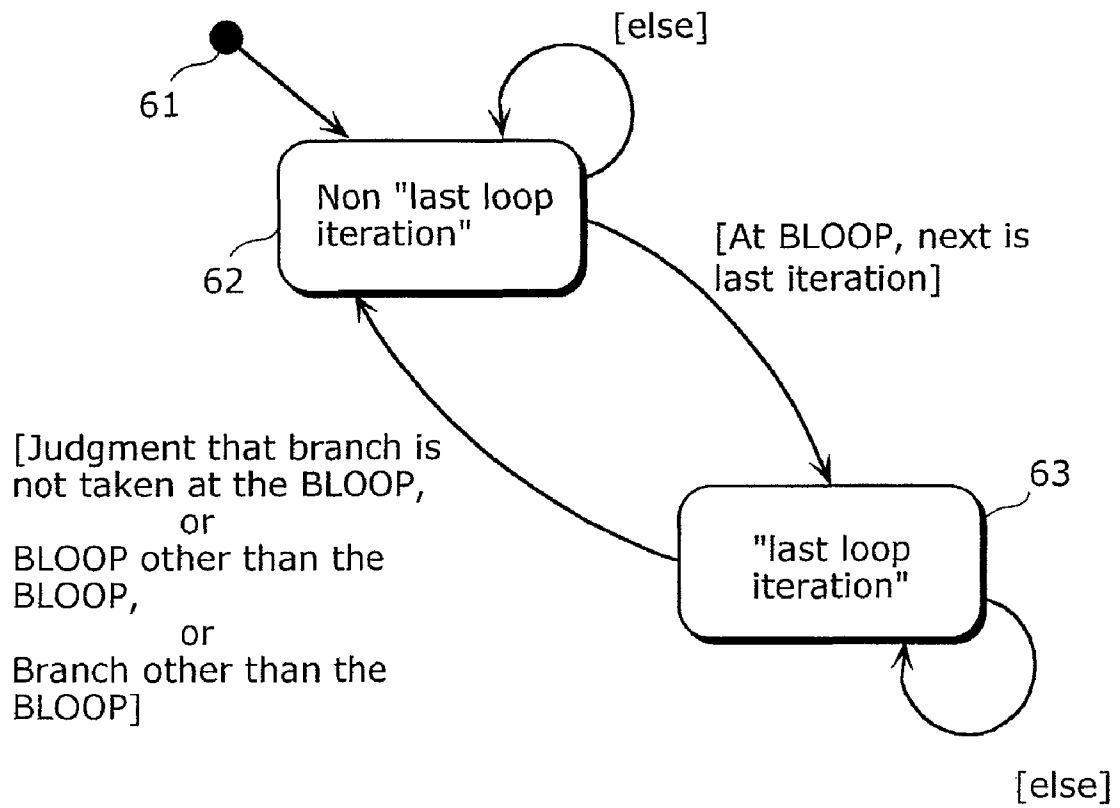 [else]
61
Non "last loop
iteration"
62
[At BLOOP, next is
last iteration]
[Judgment that branch is
not taken at the BLOOP,
or
BLOOP other than the
BLOOP,
or
Branch other than the
BLOOP]
63
"last loop
iteration"
[else]